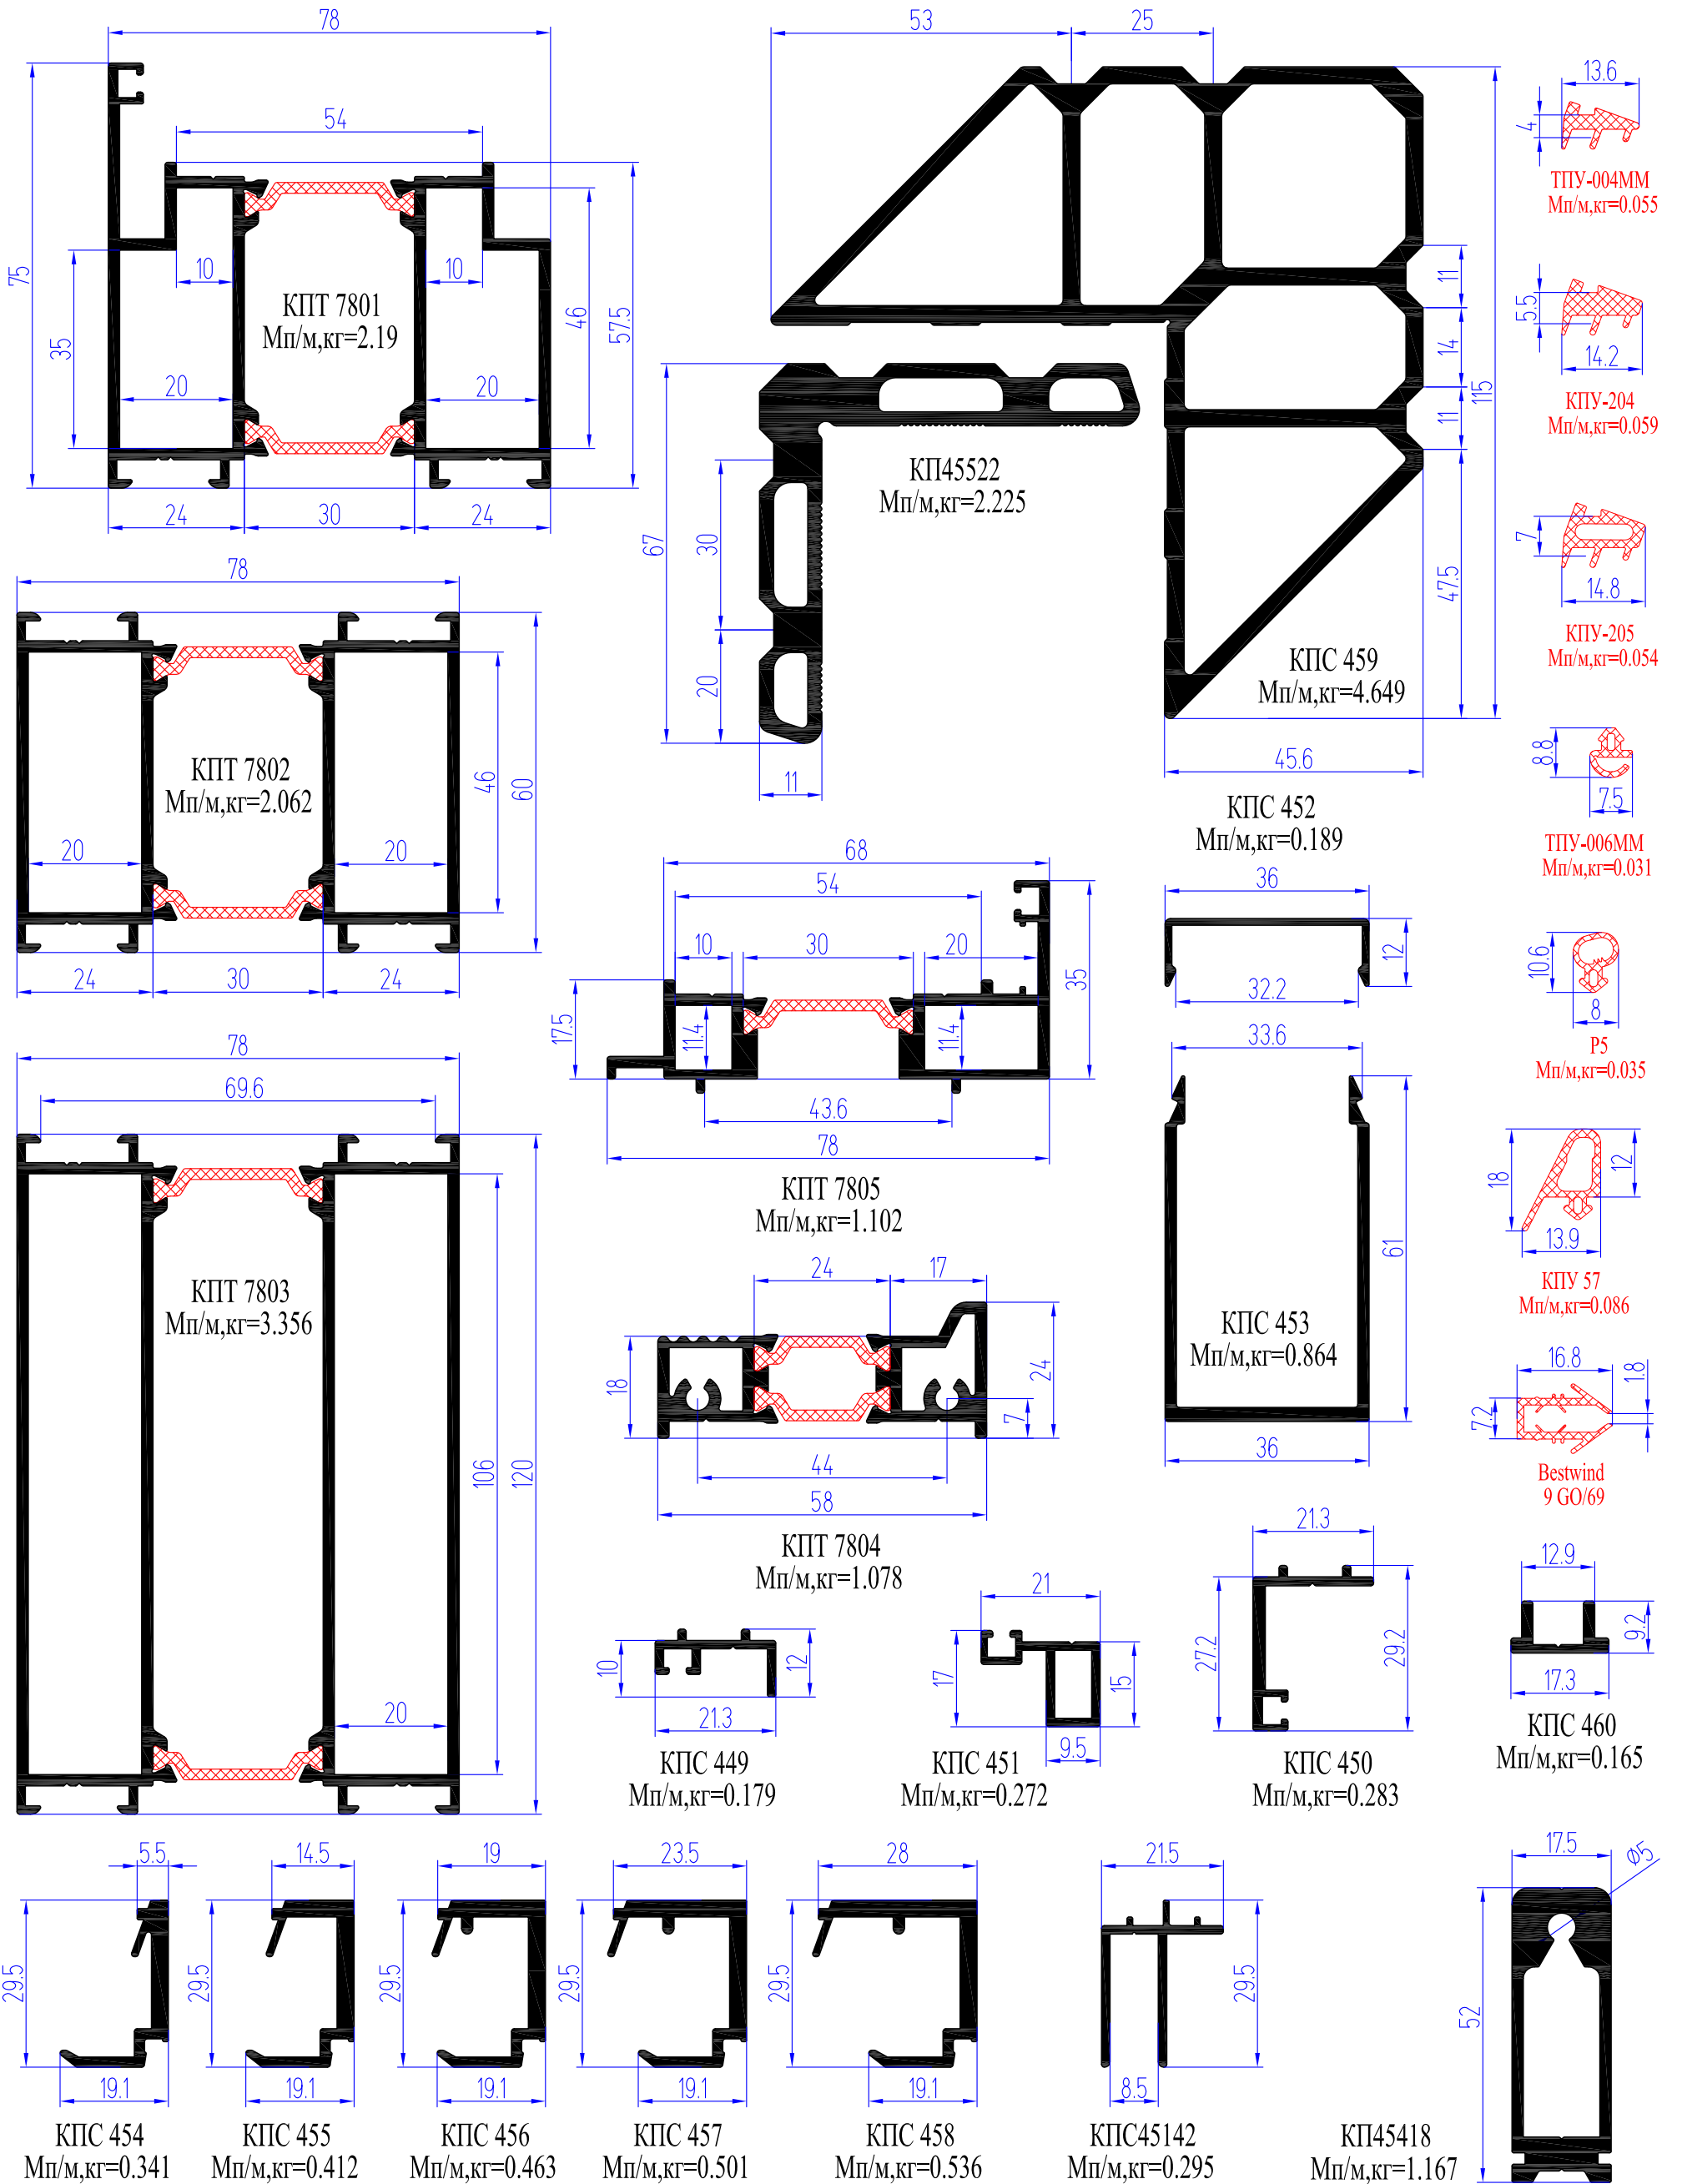 78
54
75
35
10
10
20
20
46
57.5
КПТ 7801
Мп/м,кг=2.19
24
30
24
53
25
115
11
14
11
47.5
45.6
КПС 459
Мп/м,кг=4.649
67
30
20
11
КП45522
Мп/м,кг=2.225
13.6
4
ТПУ-004ММ
Мп/м,кг=0.055
5.5
14.2
КПУ-204
Мп/м,кг=0.059
7
14.8
КПУ-205
Мп/м,кг=0.054
8.8
7.5
ТПУ-006ММ
Мп/м,кг=0.031
10.6
8
Р5
Мп/м,кг=0.035
18
12
13.9
КПУ 57
Мп/м,кг=0.086
16.8
1.8
7.2
Bestwind
9 GO/69
78
КПТ 7802
Мп/м,кг=2.062
46
60
20
20
24
30
24
КПС 452
Мп/м,кг=0.189
36
12
32.2
33.6
61
КПС 453
Мп/м,кг=0.864
36
68
54
10
30
20
35
17.5
11.4
11.4
43.6
78
КПТ 7805
Мп/м,кг=1.102
78
69.6
КПТ 7803
Мп/м,кг=3.356
106
120
20
24
17
18
24
7
44
58
КПТ 7804
Мп/м,кг=1.078
10
12
21.3
КПС 449
Мп/м,кг=0.179
21
17
15
9.5
КПС 451
Мп/м,кг=0.272
21.3
27.2
29.2
КПС 450
Мп/м,кг=0.283
12.9
9.2
17.3
КПС 460
Мп/м,кг=0.165
5.5
29.5
19.1
КПС 454
Мп/м,кг=0.341
14.5
29.5
19.1
КПС 455
Мп/м,кг=0.412
19
29.5
19.1
КПС 456
Мп/м,кг=0.463
23.5
29.5
19.1
КПС 457
Мп/м,кг=0.501
28
29.5
19.1
КПС 458
Мп/м,кг=0.536
21.5
29.5
8.5
КПС45142
Мп/м,кг=0.295
17.5
Ø5
52
КП45418
Мп/м,кг=1.167